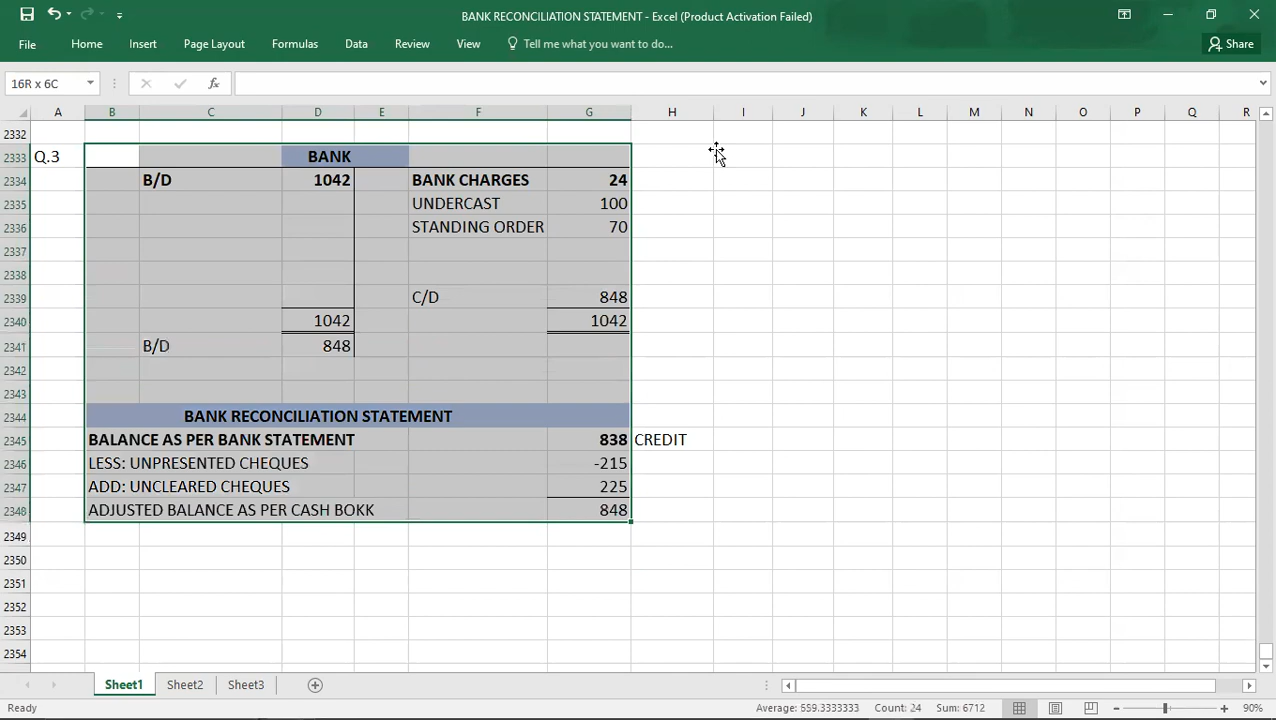 BANK RECONCILIATION STATEMENT - Excel (Product Activation Failed)
File Home Insert Page Layout Formulas Data Review View Tell me what you want to do... Share
16R x 6C fx
A B C D E F G H I J K L M N O P Q R
2332
2333 Q.3 BANK
2334 B/D 1042 BANK CHARGES 24
2335 UNDERCAST 100
2336 STANDING ORDER 70
2337
2338
2339 C/D 848
2340 1042 1042
2341 B/D 848
2342
2343
2344 BANK RECONCILIATION STATEMENT
2345 BALANCE AS PER BANK STATEMENT 838 CREDIT
2346 LESS: UNPRESENTED CHEQUES -215
2347 ADD: UNCLEARED CHEQUES 225
2348 ADJUSTED BALANCE AS PER CASH BOKK 848
2349
2350
2351
2352
2353
2354
Sheet1 Sheet2 Sheet3
Ready Average: 559.3333333 Count: 24 Sum: 6712 90%